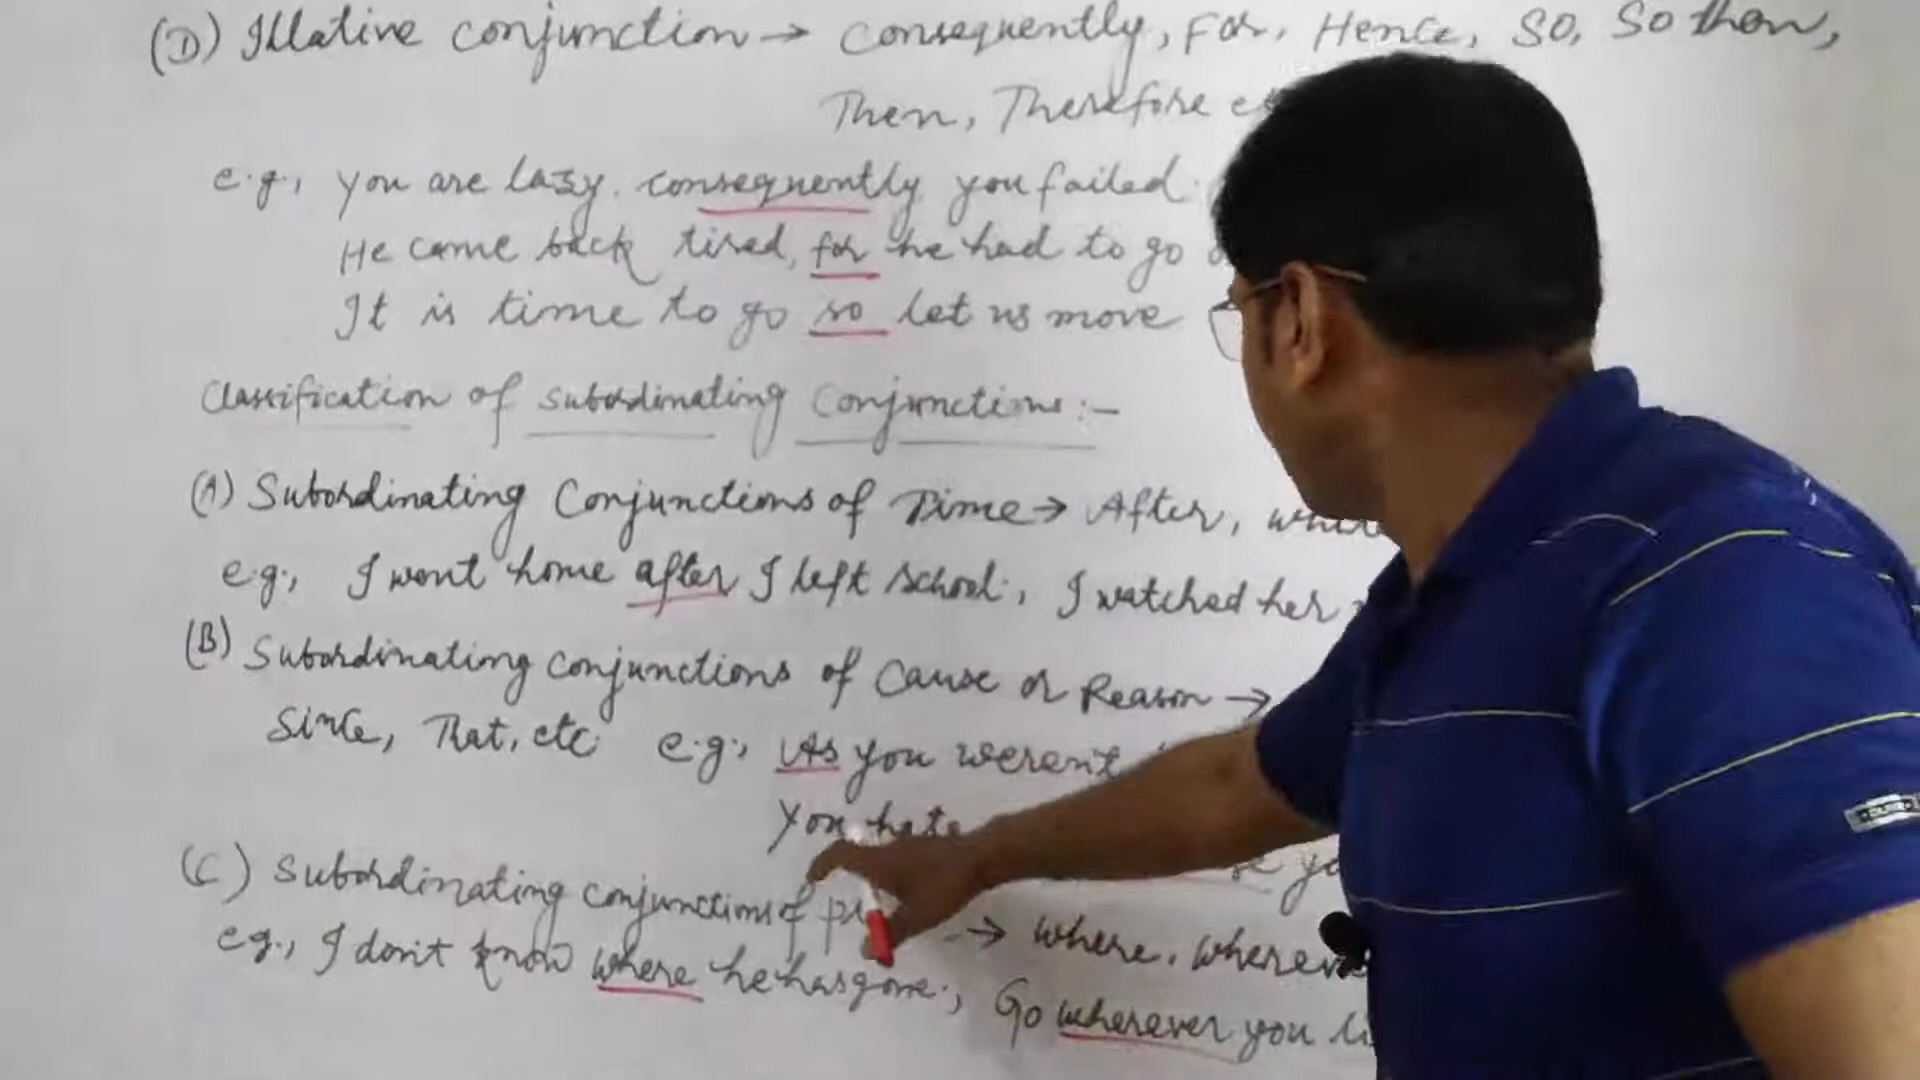 (D) Illative conjunction → Consequently, For, Hence, So, So then,
Then, Therefore
e.g., you are lazy. consequently you failed.
He came back tired, for he had to go
It is time to go so let us move
Classification of subordinating Conjunctions:-
(A) Subordinating Conjunctions of Time → After,
e.g., I went home after I left school., I watched her
(B) Subordinating conjunctions of Cause or Reason →
Since, That, etc e.g., As you weren't
You hate
(C) Subordinating conjunctions of → where,
e.g., I don't know where he has gone., Go wherever you